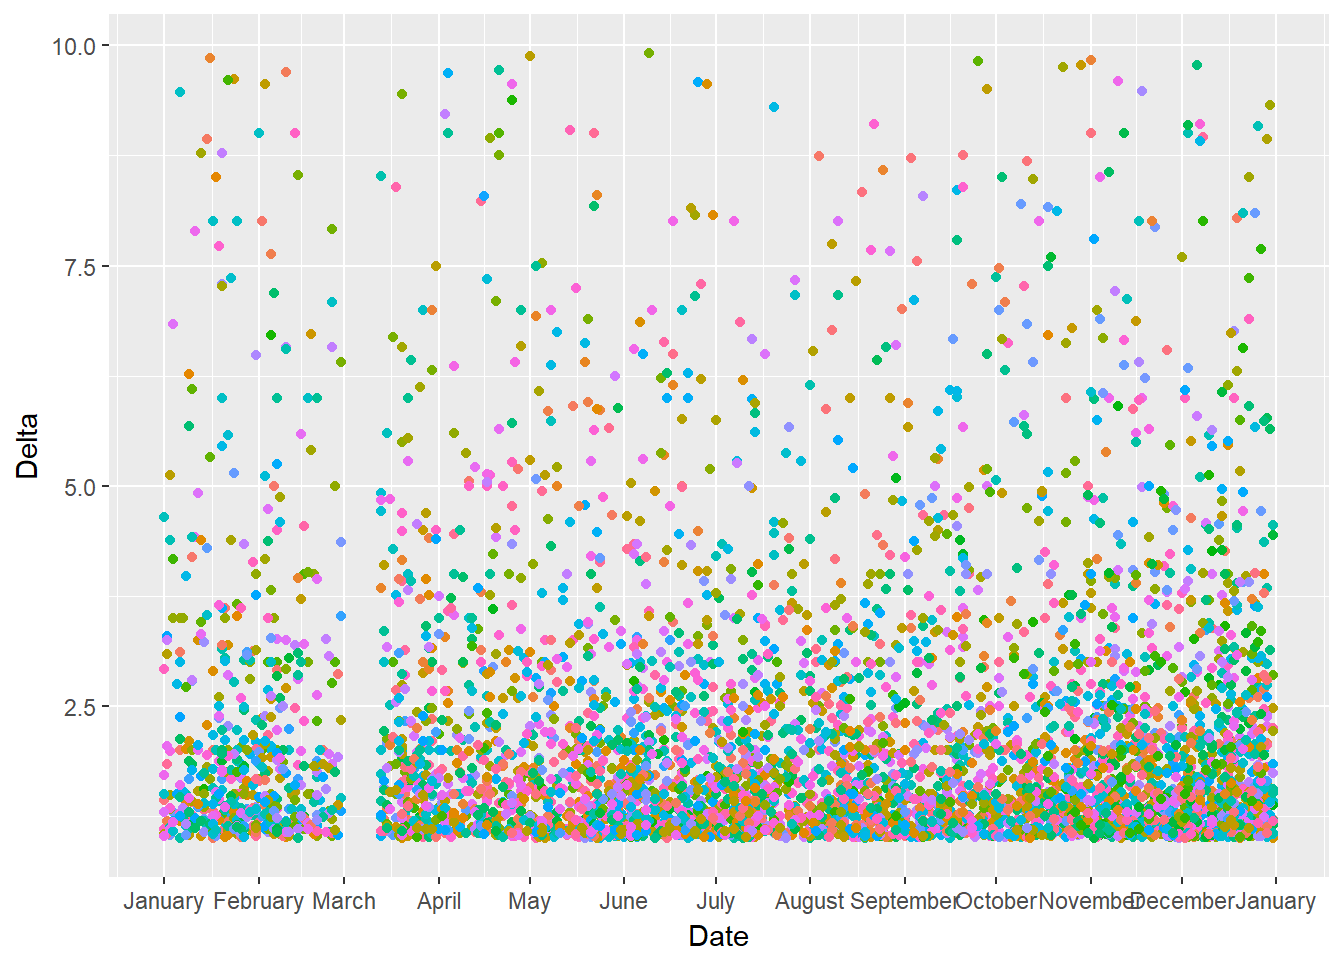 10.0
7.5
5.0
2.5
Delta
January February March April May June July August September October November December January
Date